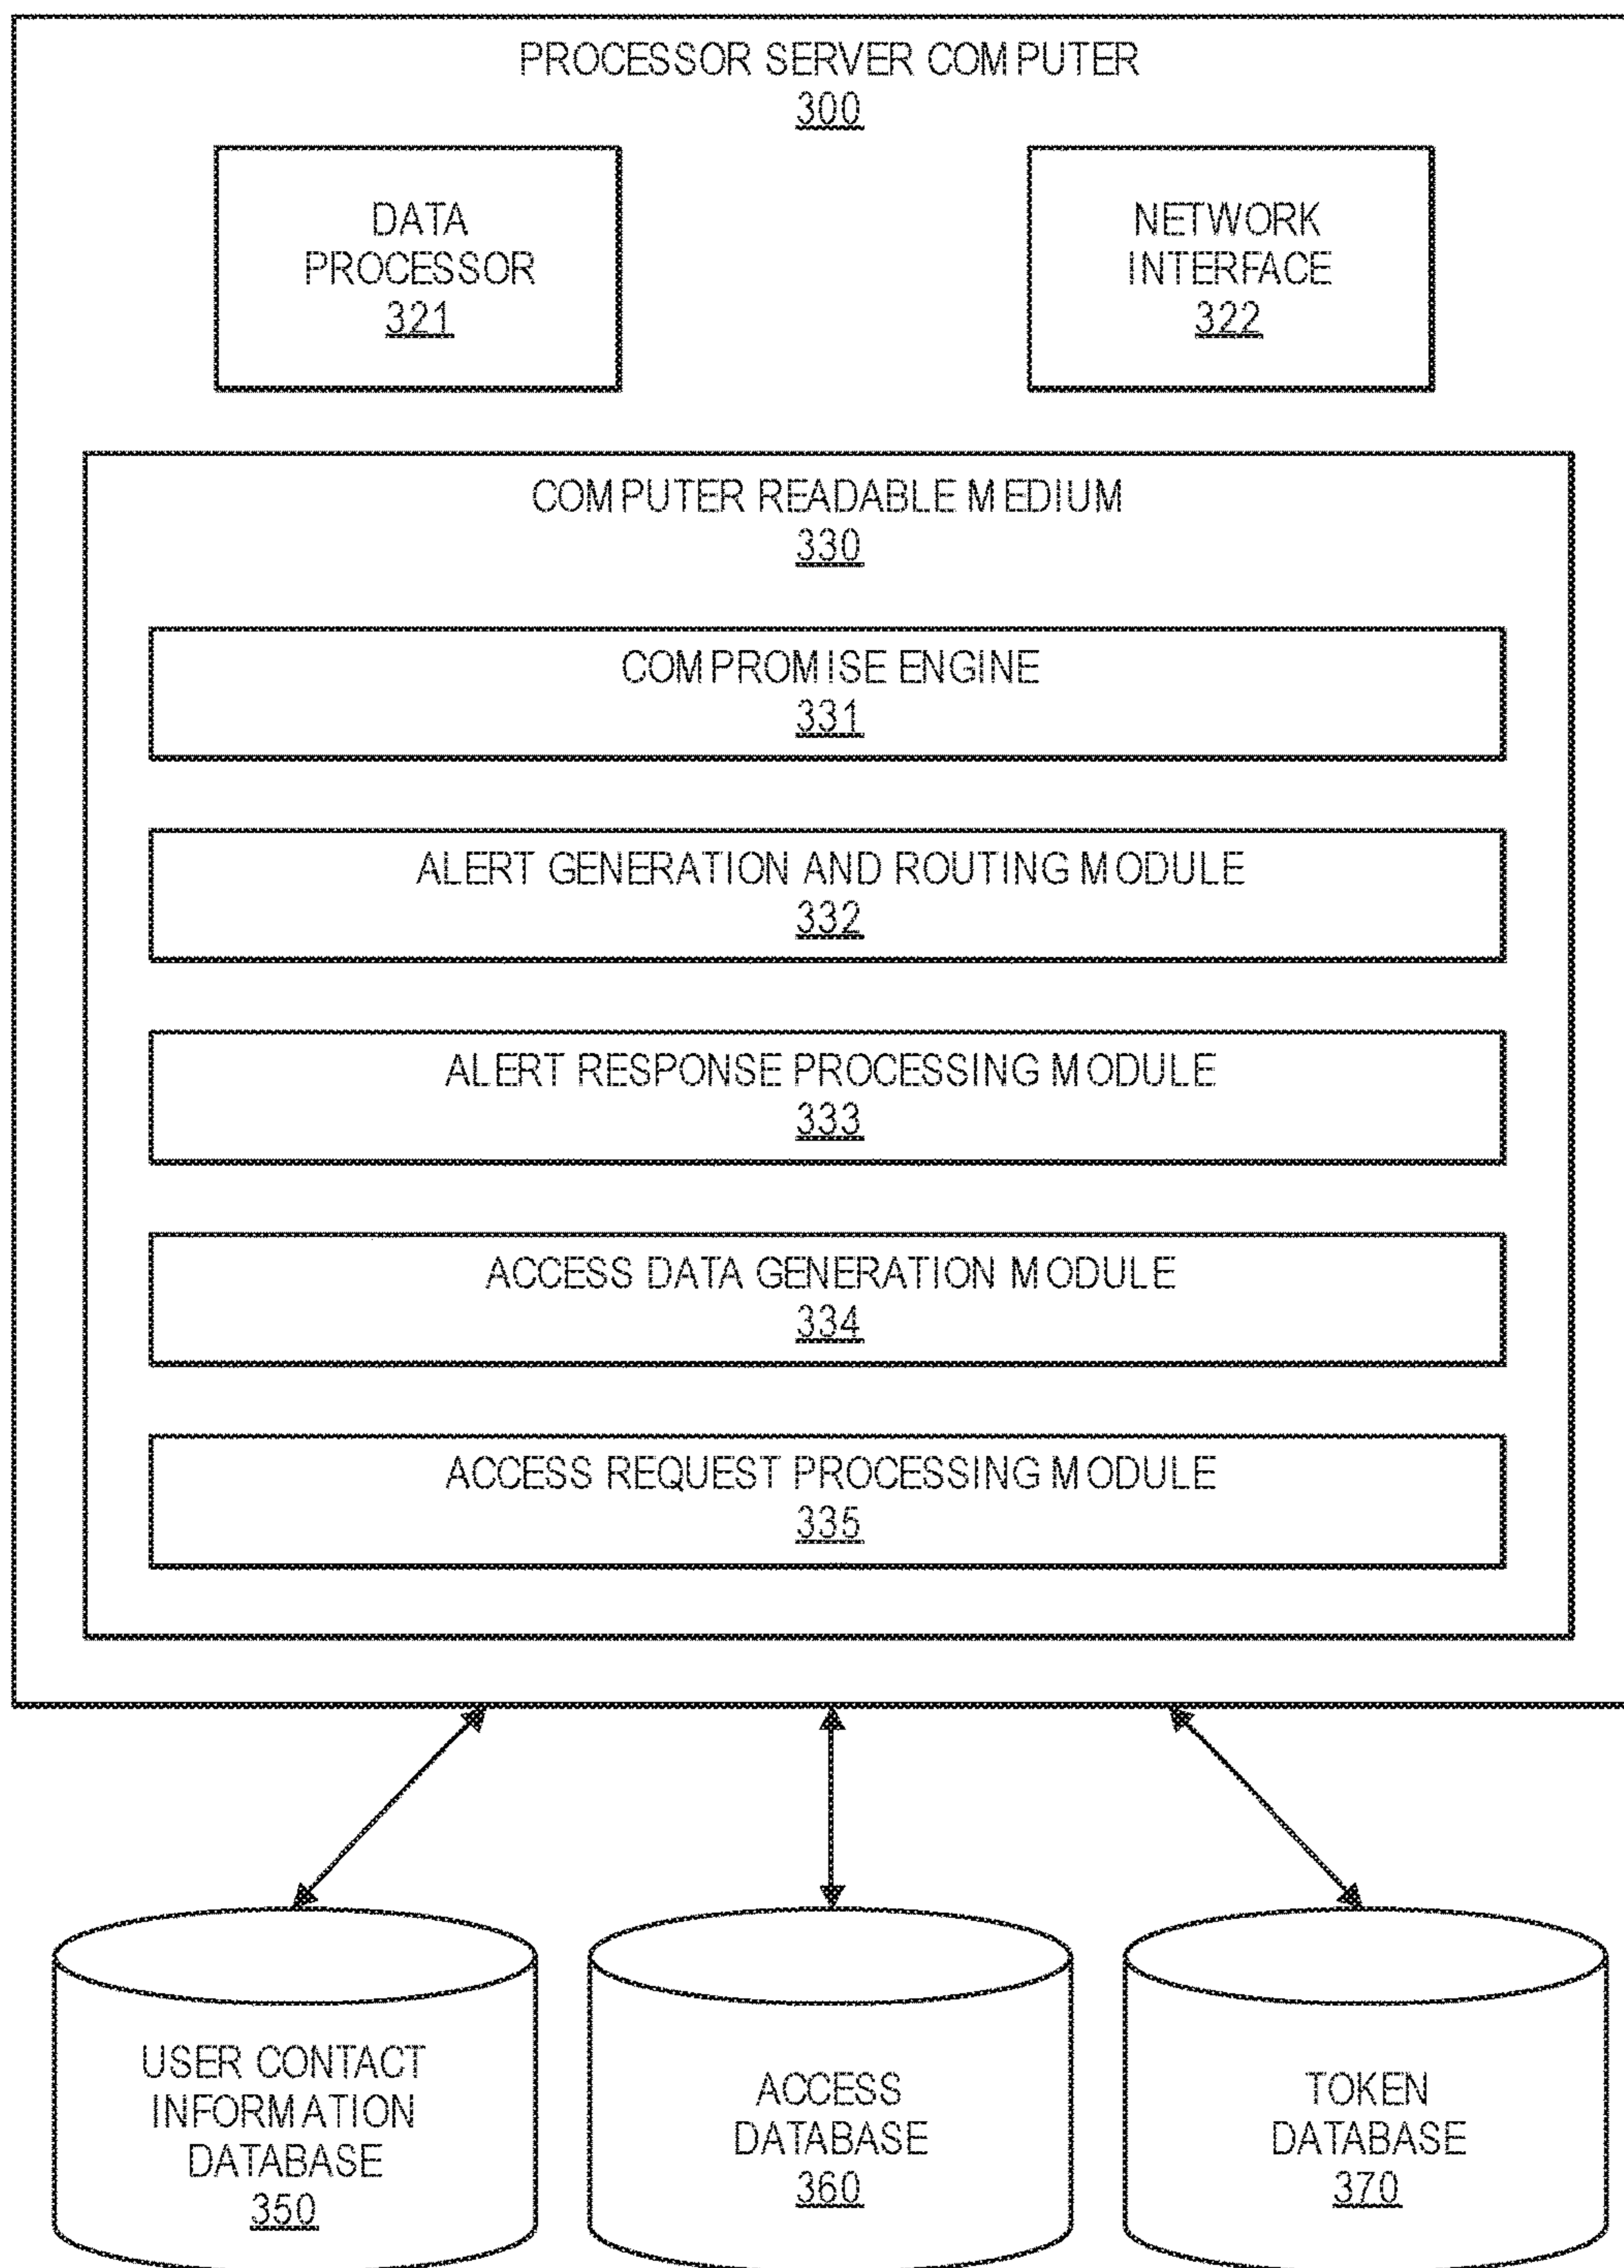 PROCESSOR SERVER COMPUTER
300
DATA
PROCESSOR
321
NETWORK
INTERFACE
322
COMPUTER READABLE MEDIUM
330
COMPROMISE ENGINE
331
ALERT GENERATION AND ROUTING MODULE
332
ALERT RESPONSE PROCESSING MODULE
333
ACCESS DATA GENERATION MODULE
334
ACCESS REQUEST PROCESSING MODULE
335
USER CONTACT
INFORMATION
DATABASE
350
ACCESS
DATABASE
360
TOKEN
DATABASE
370